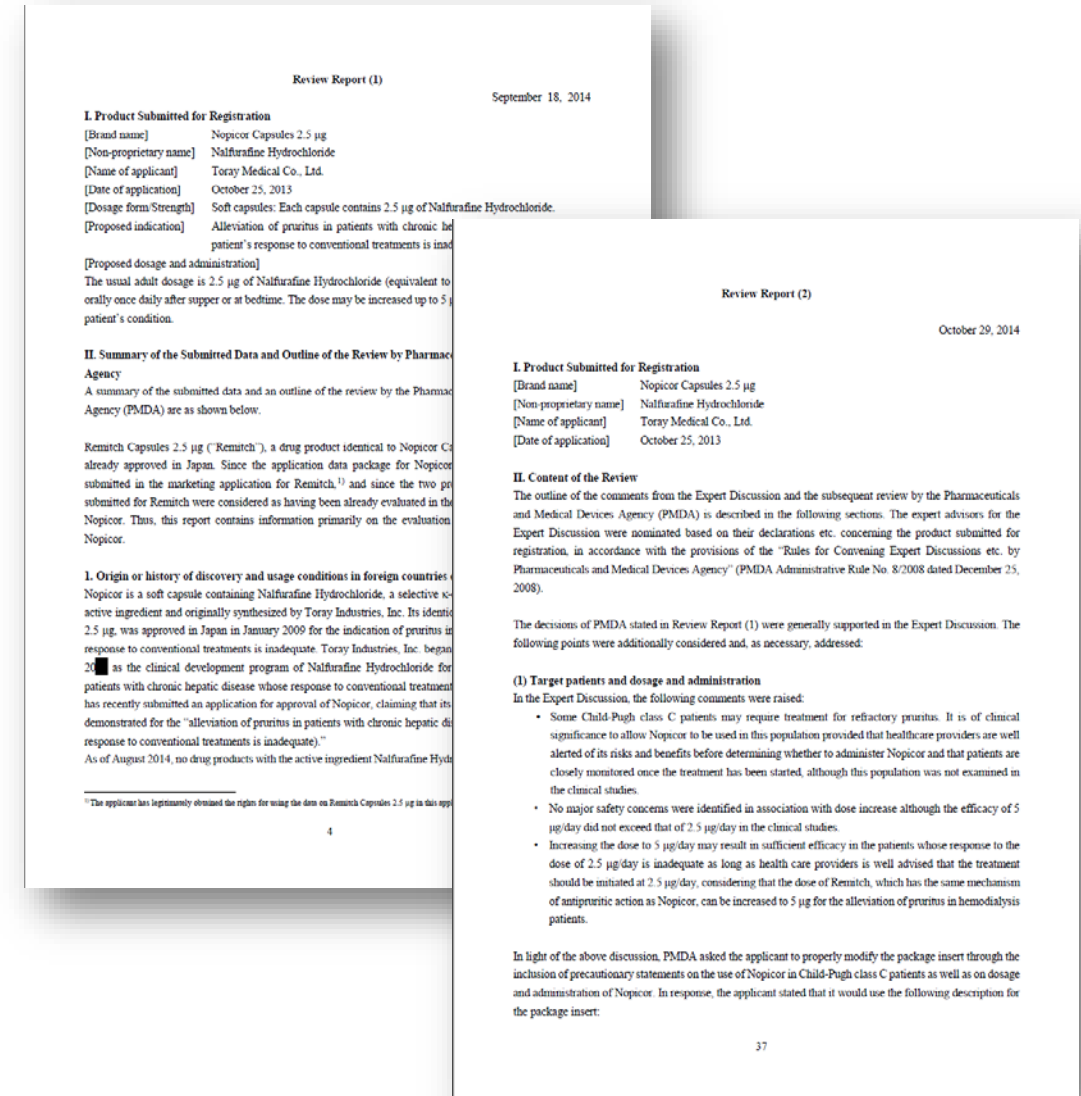 Review Report (1)
September 18, 2014
I. Product Submitted for Registration
[Brand name] Nopicor Capsules 2.5 µg
[Non-proprietary name] Nalfurafine Hydrochloride
[Name of applicant] Toray Medical Co., Ltd.
[Date of application] October 25, 2013
[Dosage form/Strength] Soft capsules: Each capsule contains 2.5 µg of Nalfurafine Hydrochloride.
[Proposed indication] Alleviation of pruritus in patients with chronic he
patient's response to conventional treatments is inad
[Proposed dosage and administration]
The usual adult dosage is 2.5 µg of Nalfurafine Hydrochloride (equivalent to
orally once daily after supper or at bedtime. The dose may be increased up to 5
patient's condition.
II. Summary of the Submitted Data and Outline of the Review by Pharmac
Agency
A summary of the submitted data and an outline of the review by the Pharmac
Agency (PMDA) are as shown below.
Remitch Capsules 2.5 µg ("Remitch"), a drug product identical to Nopicor Ca
already approved in Japan. Since the application data package for Nopicor
submitted in the marketing application for Remitch,1) and since the two pr
submitted for Remitch were considered as having been already evaluated in the
Nopicor. Thus, this report contains information primarily on the evaluation
Nopicor.
1. Origin or history of discovery and usage conditions in foreign countries
Nopicor is a soft capsule containing Nalfurafine Hydrochloride, a selective κ-
active ingredient and originally synthesized by Toray Industries, Inc. Its identic
2.5 µg, was approved in Japan in January 2009 for the indication of pruritus in
response to conventional treatments is inadequate. Toray Industries, Inc. began
20 as the clinical development program of Nalfurafine Hydrochloride for
patients with chronic hepatic disease whose response to conventional treatment
has recently submitted an application for approval of Nopicor, claiming that its
demonstrated for the "alleviation of pruritus in patients with chronic hepatic di
response to conventional treatments is inadequate)."
As of August 2014, no drug products with the active ingredient Nalfurafine Hyd
1) The applicant has legitimately obtained the rights for using the data on Remitch Capsules 2.5 µg in this appl
4
Review Report (2)
October 29, 2014
I. Product Submitted for Registration
[Brand name] Nopicor Capsules 2.5 µg
[Non-proprietary name] Nalfurafine Hydrochloride
[Name of applicant] Toray Medical Co., Ltd.
[Date of application] October 25, 2013
II. Content of the Review
The outline of the comments from the Expert Discussion and the subsequent review by the Pharmaceuticals
and Medical Devices Agency (PMDA) is described in the following sections. The expert advisors for the
Expert Discussion were nominated based on their declarations etc. concerning the product submitted for
registration, in accordance with the provisions of the "Rules for Convening Expert Discussions etc. by
Pharmaceuticals and Medical Devices Agency" (PMDA Administrative Rule No. 8/2008 dated December 25,
2008).
The decisions of PMDA stated in Review Report (1) were generally supported in the Expert Discussion. The
following points were additionally considered and, as necessary, addressed:
(1) Target patients and dosage and administration
In the Expert Discussion, the following comments were raised:
• Some Child-Pugh class C patients may require treatment for refractory pruritus. It is of clinical
significance to allow Nopicor to be used in this population provided that healthcare providers are well
alerted of its risks and benefits before determining whether to administer Nopicor and that patients are
closely monitored once the treatment has been started, although this population was not examined in
the clinical studies.
• No major safety concerns were identified in association with dose increase although the efficacy of 5
µg/day did not exceed that of 2.5 µg/day in the clinical studies.
• Increasing the dose to 5 µg/day may result in sufficient efficacy in the patients whose response to the
dose of 2.5 µg/day is inadequate as long as health care providers is well advised that the treatment
should be initiated at 2.5 µg/day, considering that the dose of Remitch, which has the same mechanism
of antipruritic action as Nopicor, can be increased to 5 µg for the alleviation of pruritus in hemodialysis
patients.
In light of the above discussion, PMDA asked the applicant to properly modify the package insert through the
inclusion of precautionary statements on the use of Nopicor in Child-Pugh class C patients as well as on dosage
and administration of Nopicor. In response, the applicant stated that it would use the following description for
the package insert:
37